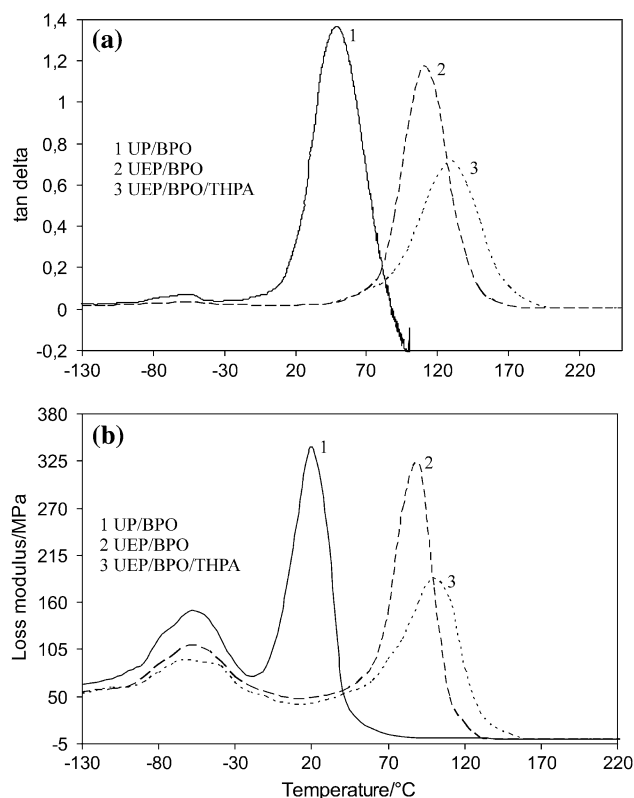 (a)
1,4
1,2
1
0,8
0,6
0,4
0,2
0
-0,2
tan delta
1 UP/BPO
2 UEP/BPO
3 UEP/BPO/THPA
1
2
3
-130 -80 -30 20 70 120 170 220
(b)
380
325
270
215
160
105
50
-5
Loss modulus/MPa
1 UP/BPO
2 UEP/BPO
3 UEP/BPO/THPA
1
2
3
-130 -80 -30 20 70 120 170 220
Temperature/°C